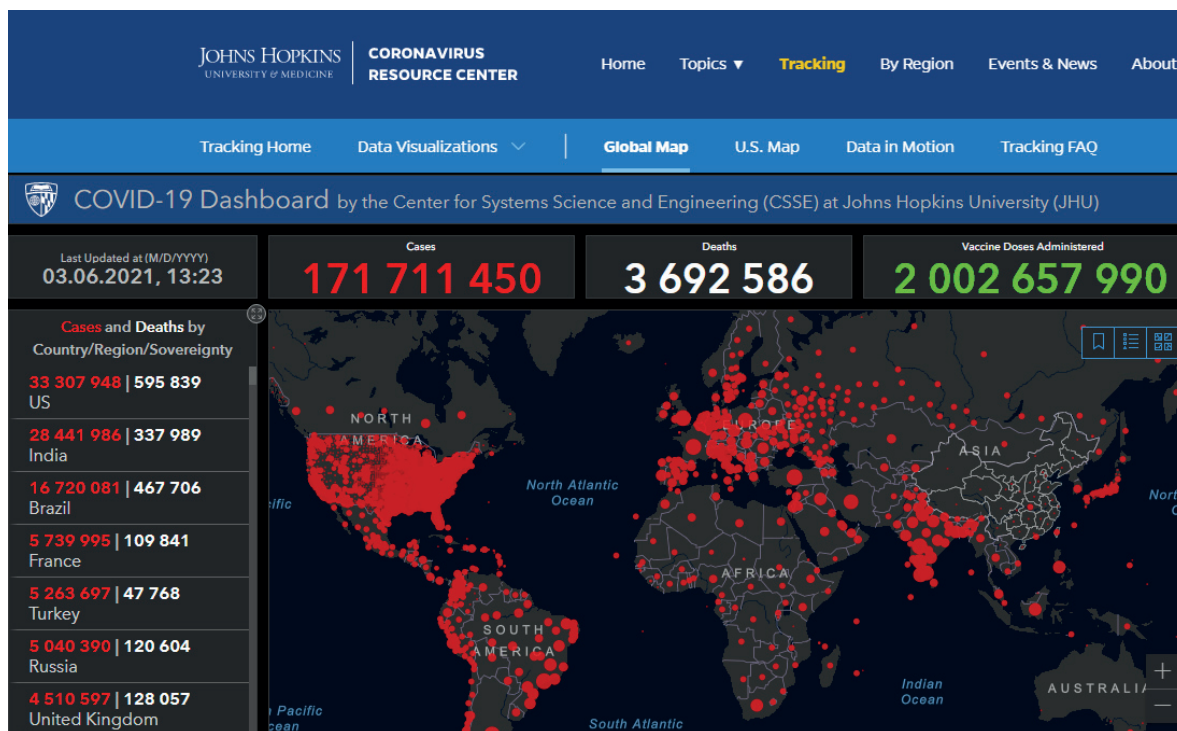 JOHNS HOPKINS
UNIVERSITY & MEDICINE
CORONAVIRUS
RESOURCE CENTER
Home Topics ▼ Tracking By Region Events & News About
Tracking Home Data Visualizations Global Map U.S. Map Data in Motion Tracking FAQ
COVID-19 Dashboard by the Center for Systems Science and Engineering (CSSE) at Johns Hopkins University (JHU)
Last Updated at (M/D/YYYY)
03.06.2021, 13:23
Cases
171 711 450
Deaths
3 692 586
Vaccine Doses Administered
2 002 657 990
Cases and Deaths by
Country/Region/Sovereignty
33 307 948 | 595 839
US
28 441 986 | 337 989
India
16 720 081 | 467 706
Brazil
5 739 995 | 109 841
France
5 263 697 | 47 768
Turkey
5 040 390 | 120 604
Russia
4 510 597 | 128 057
United Kingdom
NORTH
AMERICA
EUROPE
ASIA
North Atlantic
Ocean
AFRICA
SOUTH
AMERICA
Indian
Ocean
AUSTRALIA
South Atlantic